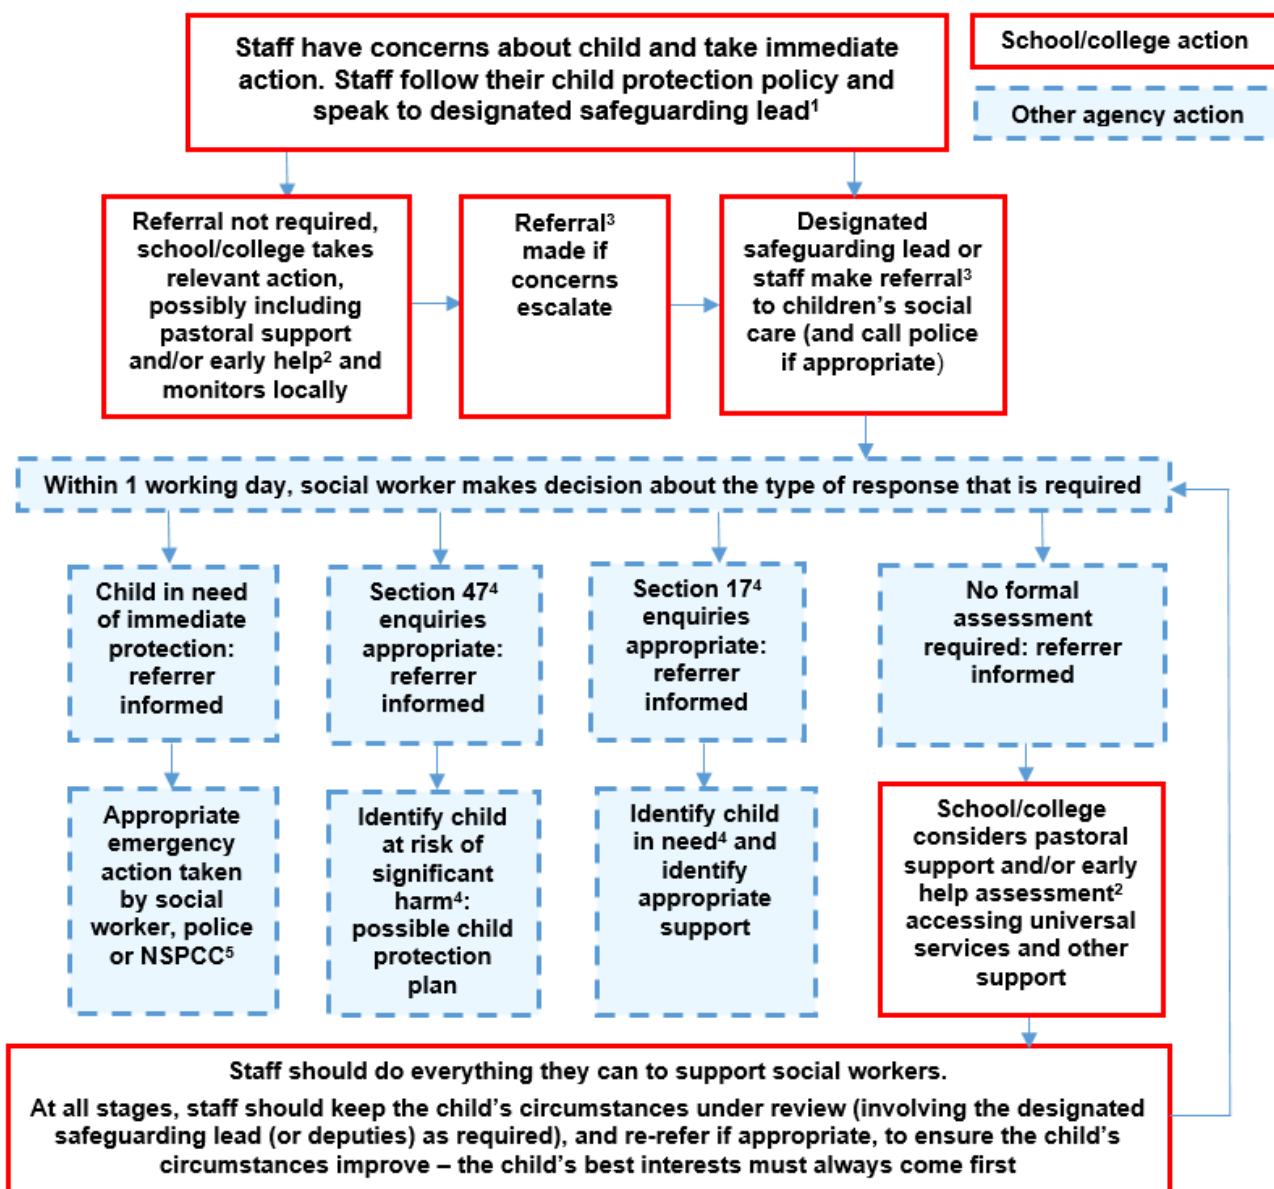 Staff have concerns about child and take immediate
action. Staff follow their child protection policy and
speak to designated safeguarding lead¹
School/college action
Other agency action
Referral not required,
school/college takes
relevant action,
possibly including
pastoral support
and/or early help² and
monitors locally
Referral³
made if
concerns
escalate
Designated
safeguarding lead or
staff make referral³
to children’s social
care (and call police
if appropriate)
Within 1 working day, social worker makes decision about the type of response that is required
Child in need
of immediate
protection:
referrer
informed
Section 47⁴
enquiries
appropriate:
referrer
informed
Section 17⁴
enquiries
appropriate:
referrer
informed
No formal
assessment
required: referrer
informed
Appropriate
emergency
action taken
by social
worker, police
or NSPCC⁵
Identify child
at risk of
significant
harm⁴:
possible child
protection
plan
Identify child
in need⁴ and
identify
appropriate
support
School/college
considers pastoral
support and/or early
help assessment²
accessing universal
services and other
support
Staff should do everything they can to support social workers.
At all stages, staff should keep the child’s circumstances under review (involving the designated
safeguarding lead (or deputies) as required), and re-refer if appropriate, to ensure the child’s
circumstances improve – the child’s best interests must always come first